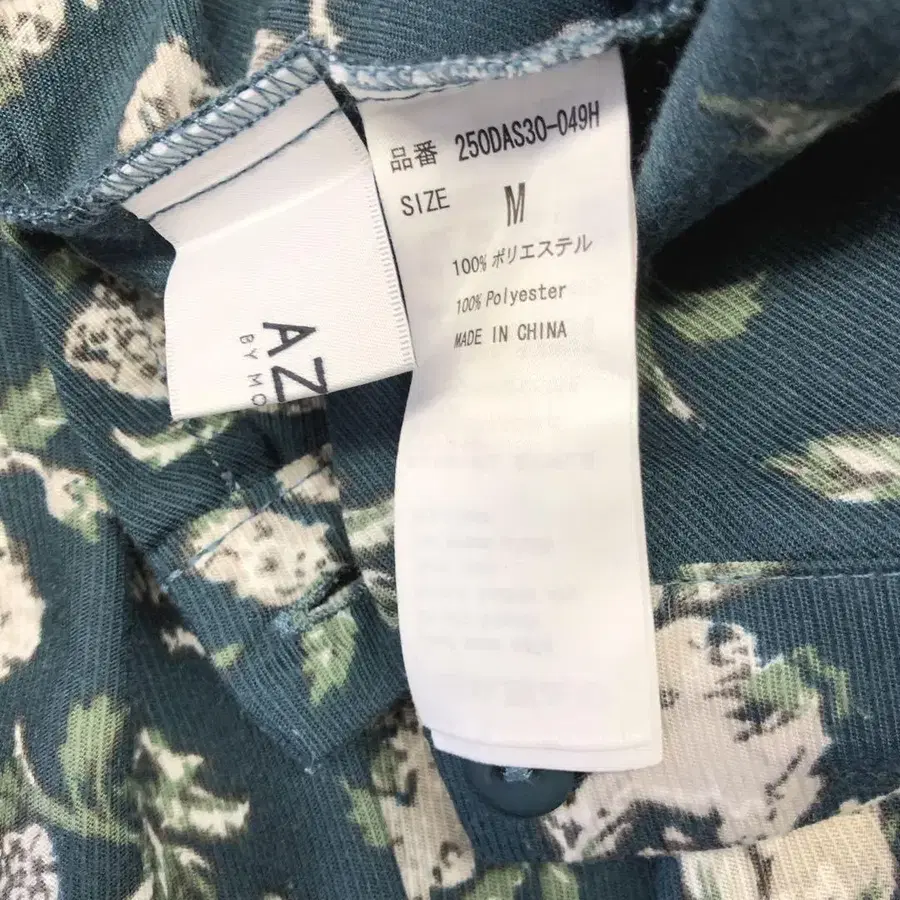 品番 250DAS30-049H
SIZE M
100% ポリエステル
100% Polyester
MADE IN CHINA
AZ
BY MO